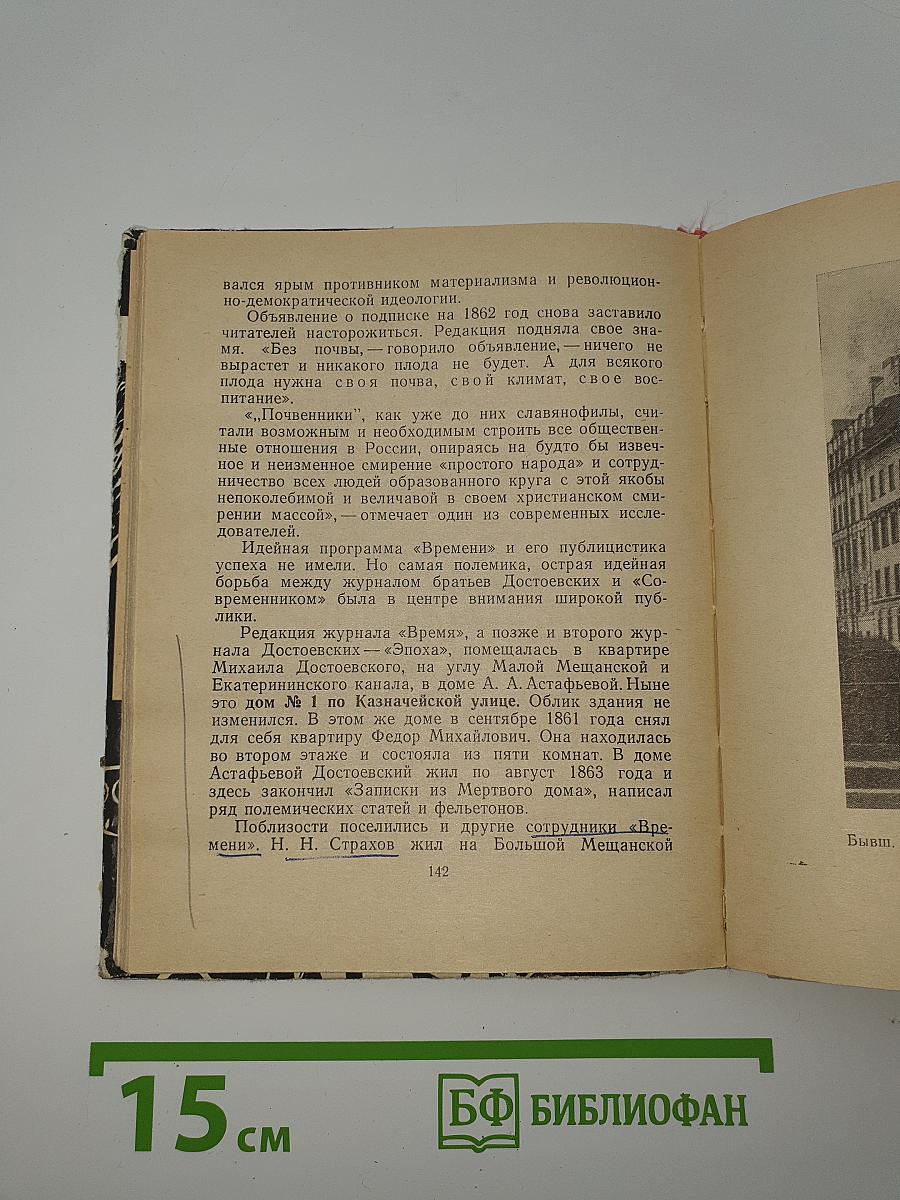 вался ярым противником материализма и революцион-
но-демократической идеологии.
Объявление о подписке на 1862 год снова заставило
читателей насторожиться. Редакция подняла свое зна-
мя. «Без почвы, — говорило объявление, — ничего не
вырастет и никакого плода не будет. А для всякого
плода нужна своя почва, свой климат, свое вос-
питание».
«„Почвенники", как уже до них славянофилы, счи-
тали возможным и необходимым строить все обществен-
ные отношения в России, опираясь на будто бы извеч-
ное и неизменное смирение «простого народа» и сотруд-
ничество всех людей образованного круга с этой якобы
непоколебимой и величавой в своем христианском сми-
рении массой», — отмечает один из современных иссле-
дователей.
Идейная программа «Времени» и его публицистика
успеха не имели. Но самая полемика, острая идейная
борьба между журналом братьев Достоевских и «Со-
временником» была в центре внимания широкой пуб-
лики.
Редакция журнала «Время», а позже и второго жур-
нала Достоевских — «Эпоха», помещалась в квартире
Михаила Достоевского, на углу Малой Мещанской и
Екатерининского канала, в доме А. А. Астафьевой. Ныне
это дом № 1 по Казначейской улице. Облик здания не
изменился. В этом же доме в сентябре 1861 года снял
для себя квартиру Федор Михайлович. Она находилась
во втором этаже и состояла из пяти комнат. В доме
Астафьевой Достоевский жил по август 1863 года и
здесь закончил «Записки из Мертвого дома», написал
ряд полемических статей и фельетонов.
Поблизости поселились и другие сотрудники «Вре-
мени». Н. Н. Страхов жил на Большой Мещанской
142
Бывш.
15 см
БФ БИБЛИОФАН